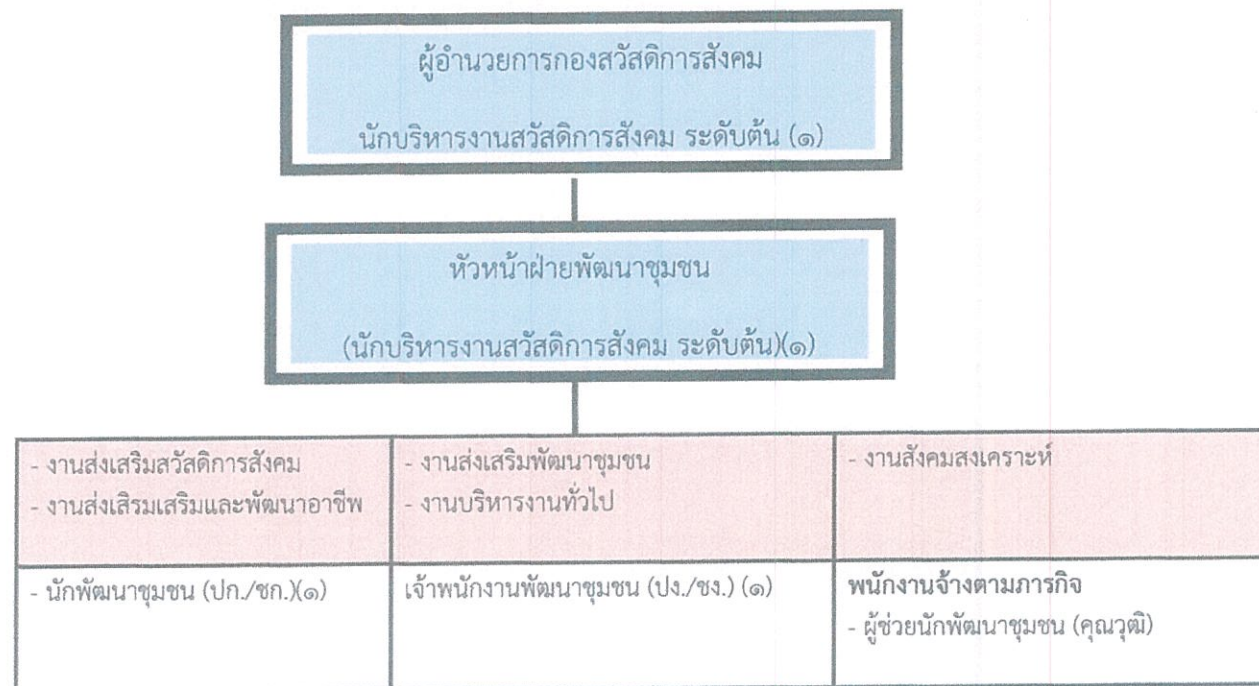 ผู้อำนวยการกองสวัสดิการสังคม
นักบริหารงานสวัสดิการสังคม ระดับต้น (๑)
หัวหน้าฝ่ายพัฒนาชุมชน
(นักบริหารงานสวัสดิการสังคม ระดับต้น)(๑)
- งานส่งเสริมสวัสดิการสังคม
- งานส่งเสิรมเสริมและพัฒนาอาชีพ
- งานส่งเสริมพัฒนาชุมชน
- งานบริหารงานทั่วไป
- งานสังคมสงเคราะห์
- นักพัฒนาชุมชน (ปก./ชก.)(๑)
เจ้าพนักงานพัฒนาชุมชน (ปง./ชง.) (๑)
พนักงานจ้างตามภารกิจ
- ผู้ช่วยนักพัฒนาชุมชน (คุณวุฒิ)